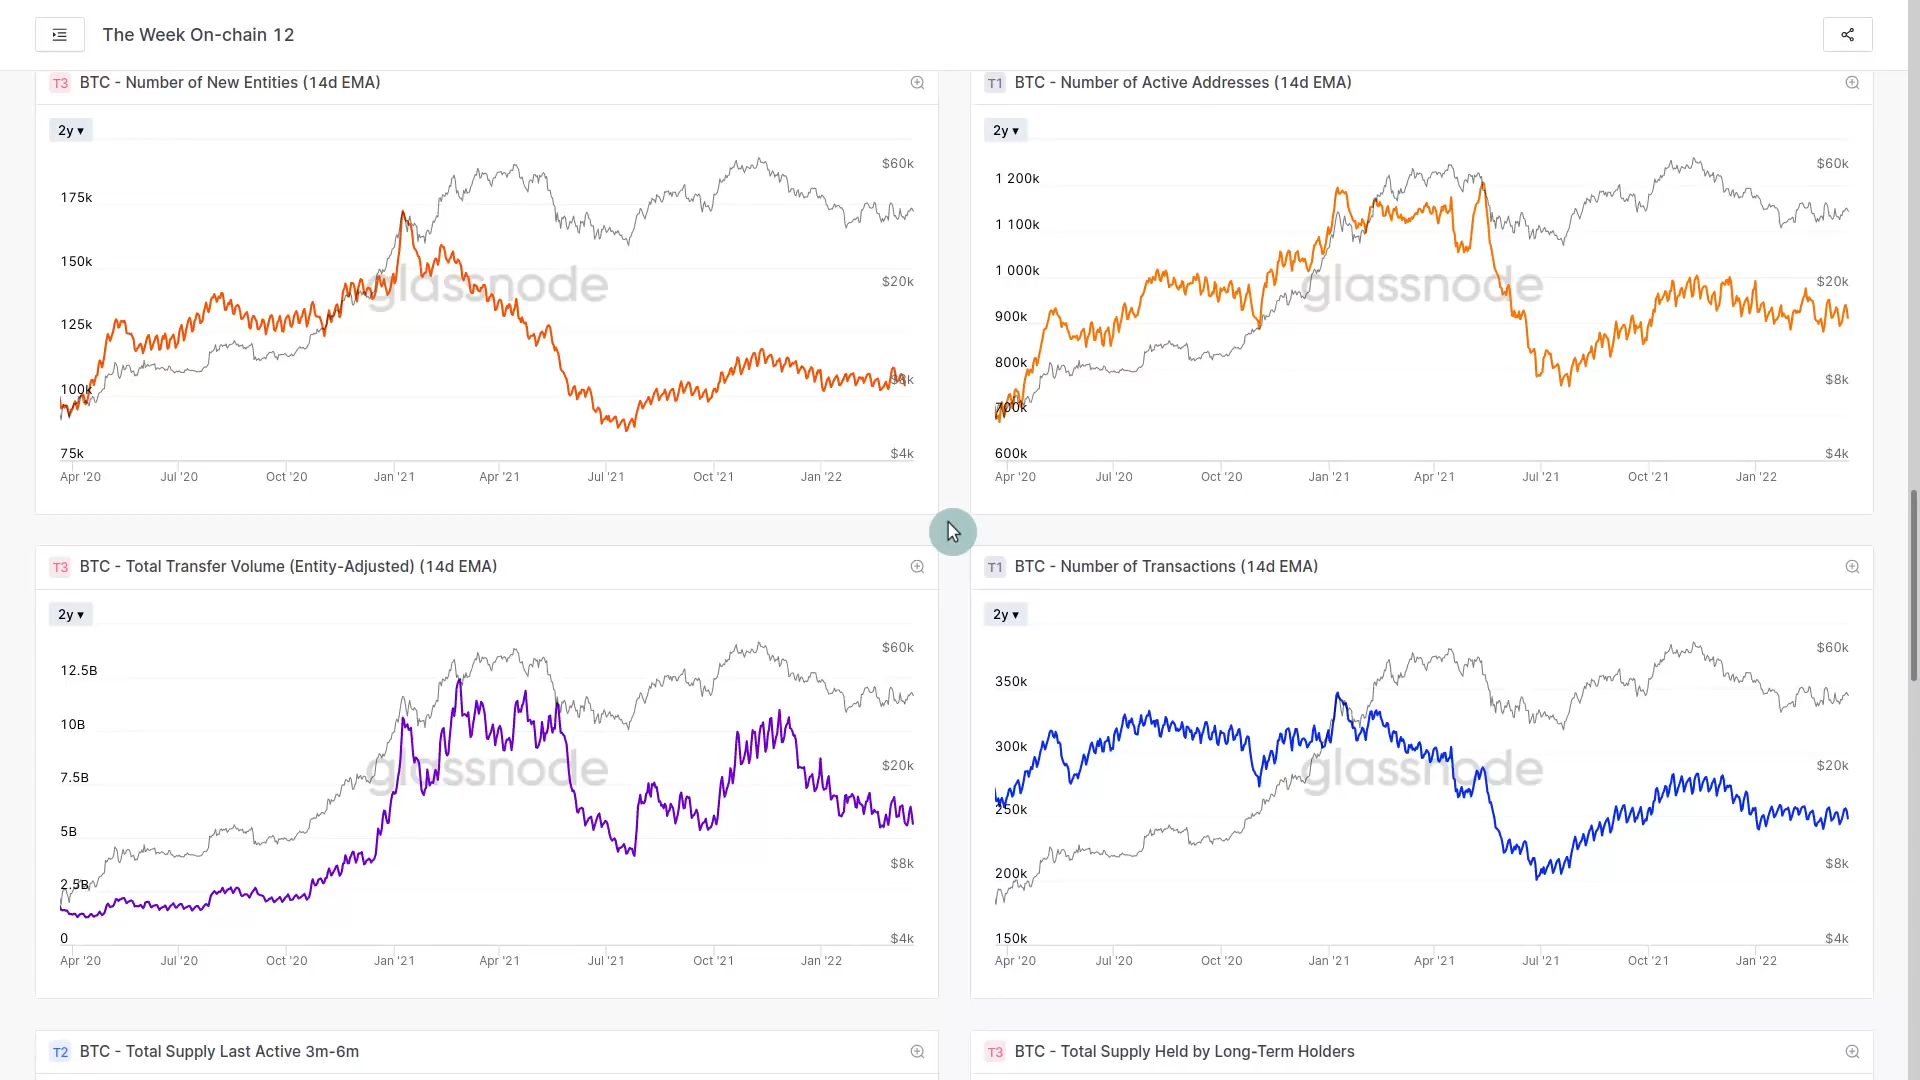 The Week On-chain 12
T3 BTC - Number of New Entities (14d EMA)
2y ▾
175k
150k
125k
100k
75k
$60k
$20k
$8k
$4k
glassnode
Apr '20 Jul '20 Oct '20 Jan '21 Apr '21 Jul '21 Oct '21 Jan '22
T1 BTC - Number of Active Addresses (14d EMA)
2y ▾
1 200k
1 100k
1 000k
900k
800k
700k
600k
$60k
$20k
$8k
$4k
glassnode
Apr '20 Jul '20 Oct '20 Jan '21 Apr '21 Jul '21 Oct '21 Jan '22
T3 BTC - Total Transfer Volume (Entity-Adjusted) (14d EMA)
2y ▾
12.5B
10B
7.5B
5B
2.5B
0
$60k
$20k
$8k
$4k
glassnode
Apr '20 Jul '20 Oct '20 Jan '21 Apr '21 Jul '21 Oct '21 Jan '22
T1 BTC - Number of Transactions (14d EMA)
2y ▾
350k
300k
250k
200k
150k
$60k
$20k
$8k
$4k
glassnode
Apr '20 Jul '20 Oct '20 Jan '21 Apr '21 Jul '21 Oct '21 Jan '22
T2 BTC - Total Supply Last Active 3m-6m
T3 BTC - Total Supply Held by Long-Term Holders